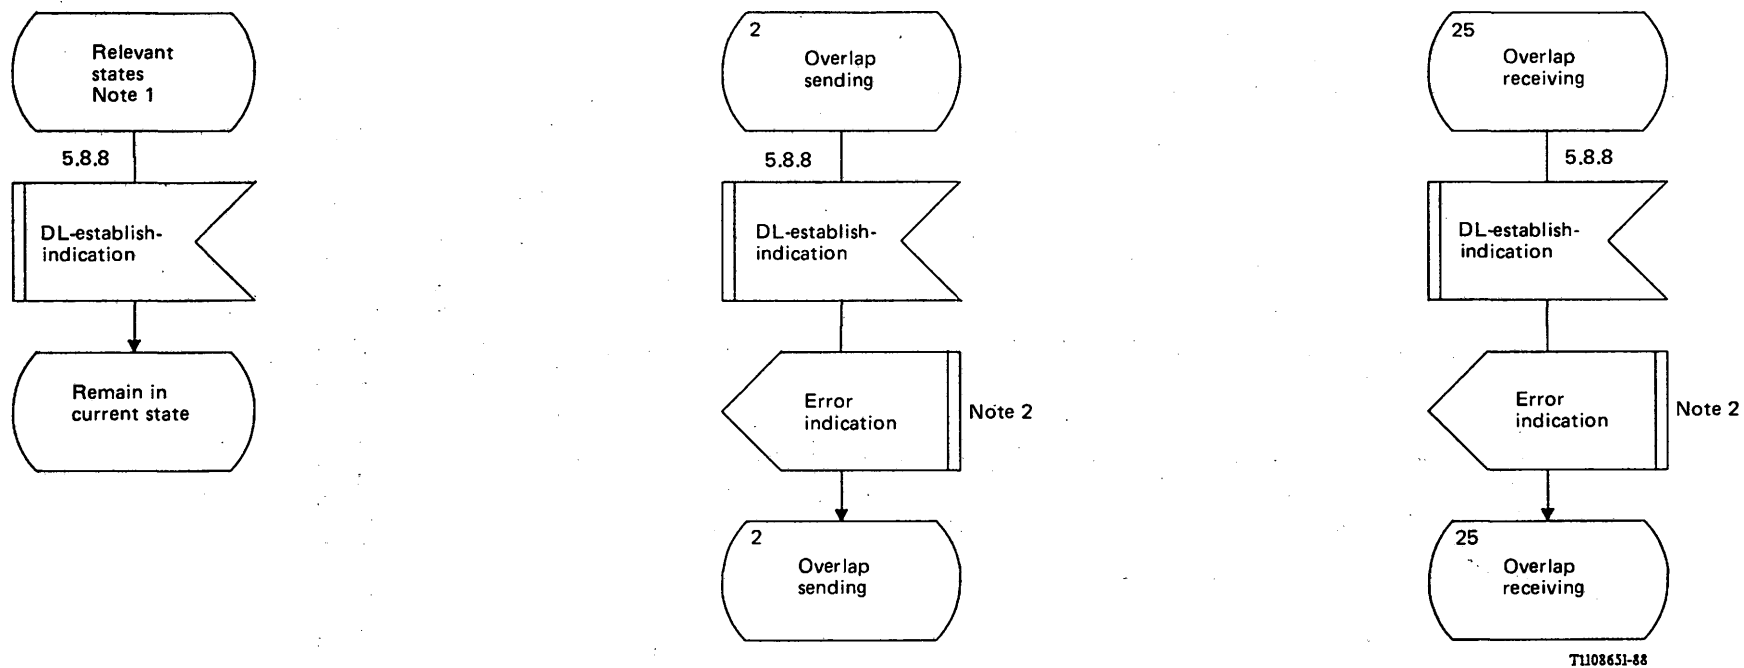 Relevant
states
Note 1
5.8.8
DL-establish-
indication
Remain in
current state
2
Overlap
sending
5.8.8
DL-establish-
indication
Error
indication
Note 2
2
Overlap
sending
25
Overlap
receiving
5.8.8
DL-establish-
indication
Error
indication
Note 2
25
Overlap
receiving
T1108651-88